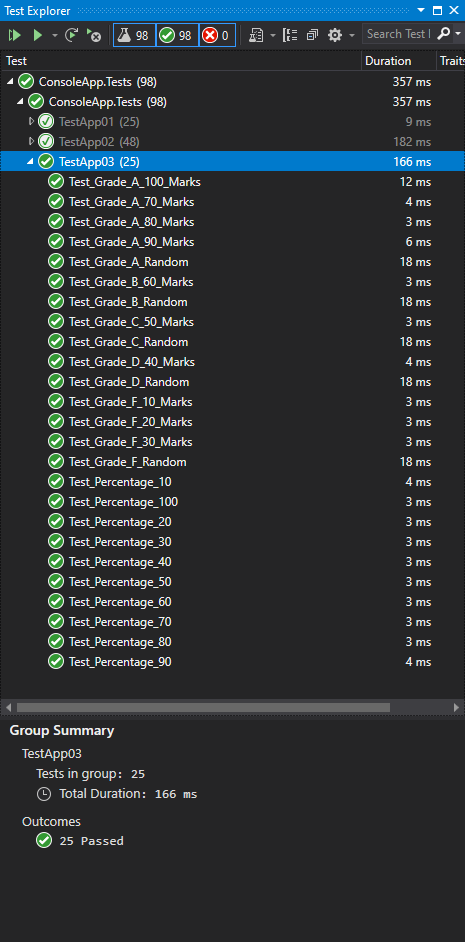 Test Explorer
98 98 0 Search Test
Test Duration Traits
ConsoleApp.Tests (98) 357 ms
ConsoleApp.Tests (98) 357 ms
TestApp01 (25) 9 ms
TestApp02 (48) 182 ms
TestApp03 (25) 166 ms
Test_Grade_A_100_Marks 12 ms
Test_Grade_A_70_Marks 4 ms
Test_Grade_A_80_Marks 3 ms
Test_Grade_A_90_Marks 6 ms
Test_Grade_A_Random 18 ms
Test_Grade_B_60_Marks 3 ms
Test_Grade_B_Random 18 ms
Test_Grade_C_50_Marks 3 ms
Test_Grade_C_Random 18 ms
Test_Grade_D_40_Marks 4 ms
Test_Grade_D_Random 18 ms
Test_Grade_F_10_Marks 3 ms
Test_Grade_F_20_Marks 3 ms
Test_Grade_F_30_Marks 3 ms
Test_Grade_F_Random 18 ms
Test_Percentage_10 4 ms
Test_Percentage_100 3 ms
Test_Percentage_20 3 ms
Test_Percentage_30 3 ms
Test_Percentage_40 3 ms
Test_Percentage_50 3 ms
Test_Percentage_60 3 ms
Test_Percentage_70 3 ms
Test_Percentage_80 3 ms
Test_Percentage_90 4 ms
Group Summary
TestApp03
Tests in group: 25
Total Duration: 166 ms
Outcomes
25 Passed